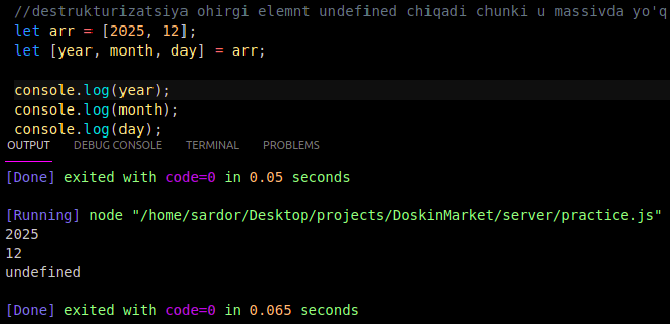 //destrukturizatsiya ohirgi elemnt undefined chiqadi chunki u massivda yo'q
let arr = [2025, 12];
let [year, month, day] = arr;
console.log(year);
console.log(month);
console.log(day);
OUTPUT DEBUG CONSOLE TERMINAL PROBLEMS
[Done] exited with code=0 in 0.05 seconds
[Running] node "/home/sardor/Desktop/projects/DoskinMarket/server/practice.js"
2025
12
undefined
[Done] exited with code=0 in 0.065 seconds